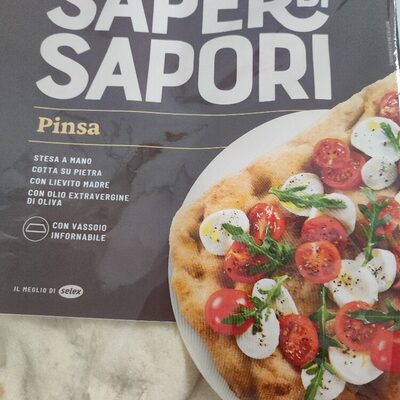 SAPER DI
SAPORI
Pinsa
STESA A MANO
COTTA SU PIETRA
CON LIEVITO MADRE
CON OLIO EXTRAVERGINE
DI OLIVA
CON VASSOIO
INFORNABILE
IL MEGLIO DI selex